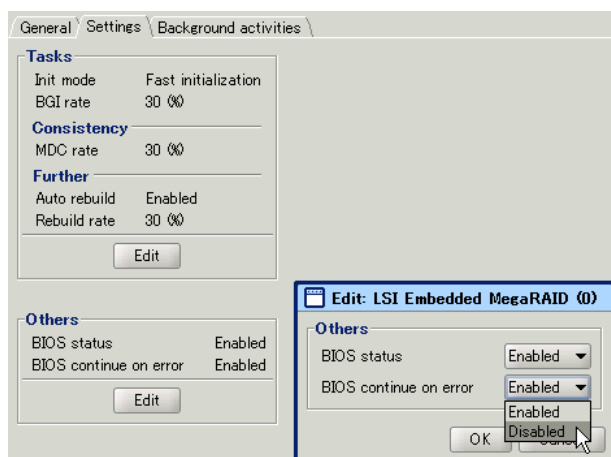 General Settings Background activities
Tasks
Init mode Fast initialization
BGI rate 30 (%)
Consistency
MDC rate 30 (%)
Further
Auto rebuild Enabled
Rebuild rate 30 (%)
Edit
Others
BIOS status Enabled
BIOS continue on error Enabled
Edit
Edit: LSI Embedded MegaRAID (0)
Others
BIOS status Enabled
BIOS continue on error Enabled
Enabled
Disabled
OK